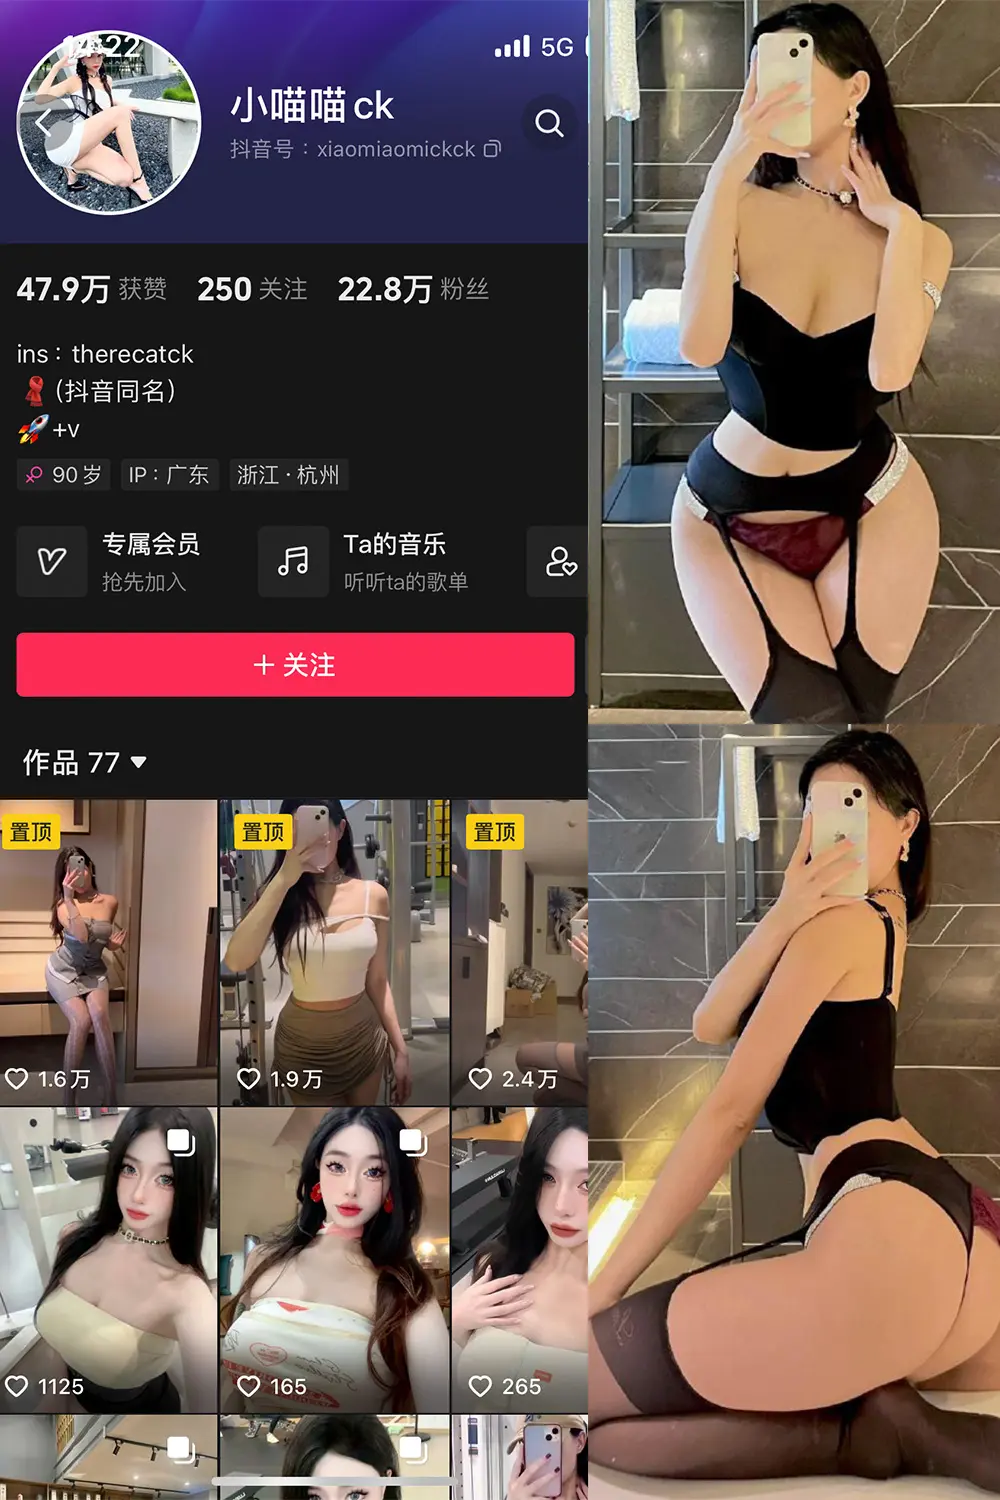 14:22
5G
小喵喵ck
抖音号：xiaomiaomickck
47.9万 获赞 250 关注 22.8万 粉丝
ins：therecatck
(抖音同名)
+v
90岁 IP：广东 浙江·杭州
专属会员
抢先加入
Ta的音乐
听听ta的歌单
+ 关注
作品 77
置顶 置顶 置顶
1.6万 1.9万 2.4万
1125 165 265